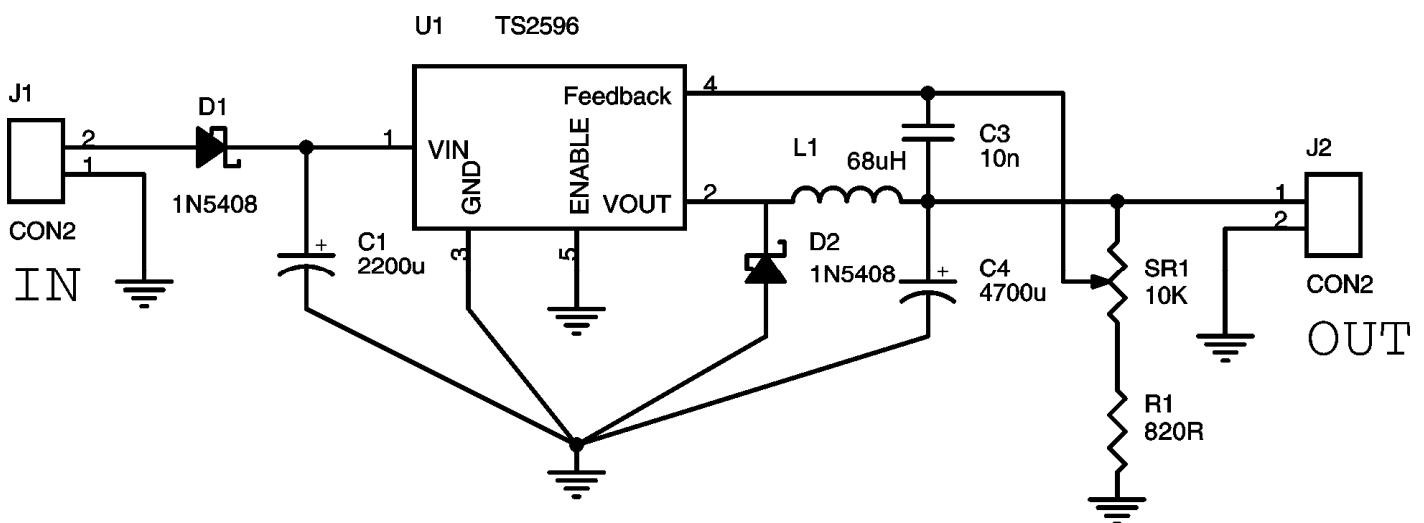 U1 TS2596
J1
D1
2
1
1N5408
CON2
IN
1
VIN
GND
ENABLE
Feedback
VOUT
4
2
3
5
C1
2200u
+
L1
68uH
C3
10n
D2
1N5408
+
C4
4700u
SR1
10K
R1
820R
J2
1
2
CON2
OUT